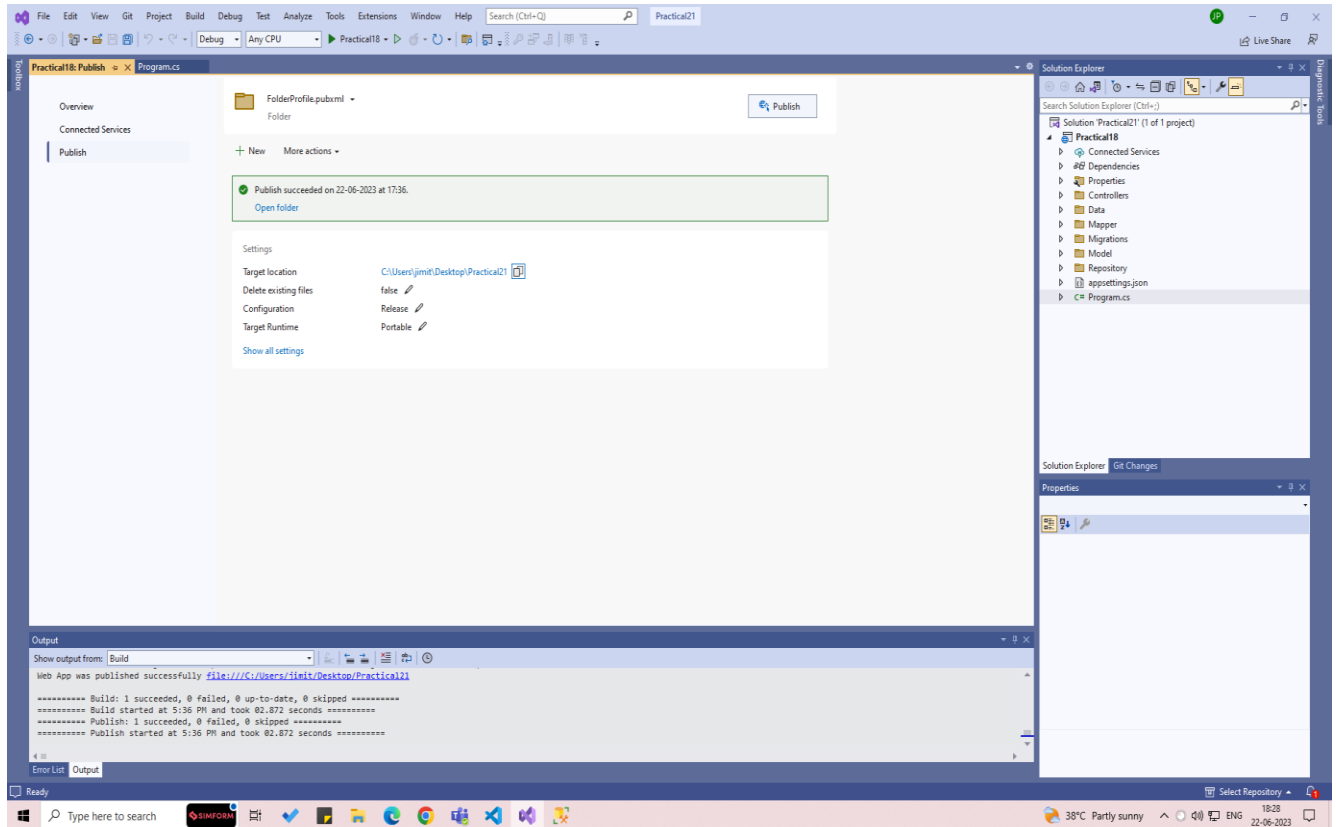 File Edit View Git Project Build Debug Test Analyze Tools Extensions Window Help Search (Ctrl+Q) Practical21 JP
Debug Any CPU Practical18 Live Share
Toolbox
Practical18: Publish Program.cs
Overview
Connected Services
Publish
FolderProfile.pubxml
Folder
Publish
New More actions
Publish succeeded on 22-06-2023 at 17:36.
Open folder
Settings
Target location C:\Users\jimit\Desktop\Practical21
Delete existing files false
Configuration Release
Target Runtime Portable
Show all settings
Solution Explorer
Search Solution Explorer (Ctrl+;)
Solution 'Practical21' (1 of 1 project)
Practical18
Connected Services
Dependencies
Properties
Controllers
Data
Mapper
Migrations
Model
Repository
appsettings.json
C# Program.cs
Solution Explorer Git Changes
Properties
Diagnostic Tools
Output
Show output from: Build
Web App was published successfully file:///C:/Users/jimit/Desktop/Practical21
========== Build: 1 succeeded, 0 failed, 0 up-to-date, 0 skipped ==========
========== Build started at 5:36 PM and took 02.872 seconds ==========
========== Publish: 1 succeeded, 0 failed, 0 skipped ==========
========== Publish started at 5:36 PM and took 02.872 seconds ==========
Error List Output
Ready Select Repository 1
Type here to search SIMFORM 38°C Partly sunny ENG 18:28
22-06-2023